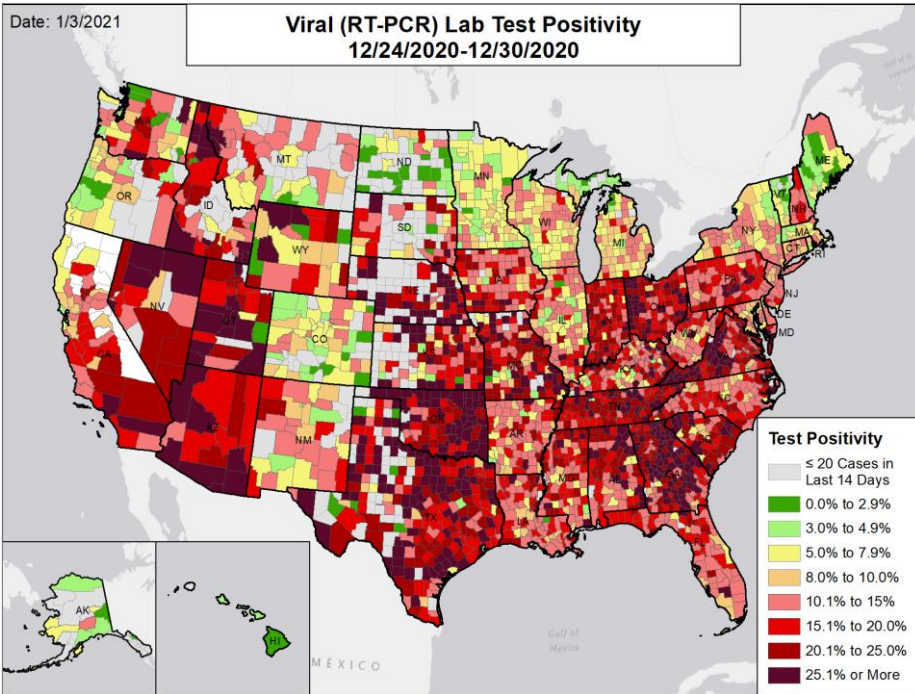 Date: 1/3/2021
Viral (RT-PCR) Lab Test Positivity
12/24/2020-12/30/2020
MT
ND
MN
ME
OR
ID
WI
VT
NH
SD
WY
MI
NY
MA
CT
RI
IA
NE
PA
NJ
NV
UT
CO
IL
DE
MD
CA
VA
KY
NC
TN
AZ
NM
OK
AR
SC
MS
AL
GA
TX
LA
FL
AK
HI
MÉXICO
Gulf of
Mexico
Test Positivity
≤ 20 Cases in
Last 14 Days
0.0% to 2.9%
3.0% to 4.9%
5.0% to 7.9%
8.0% to 10.0%
10.1% to 15%
15.1% to 20.0%
20.1% to 25.0%
25.1% or More